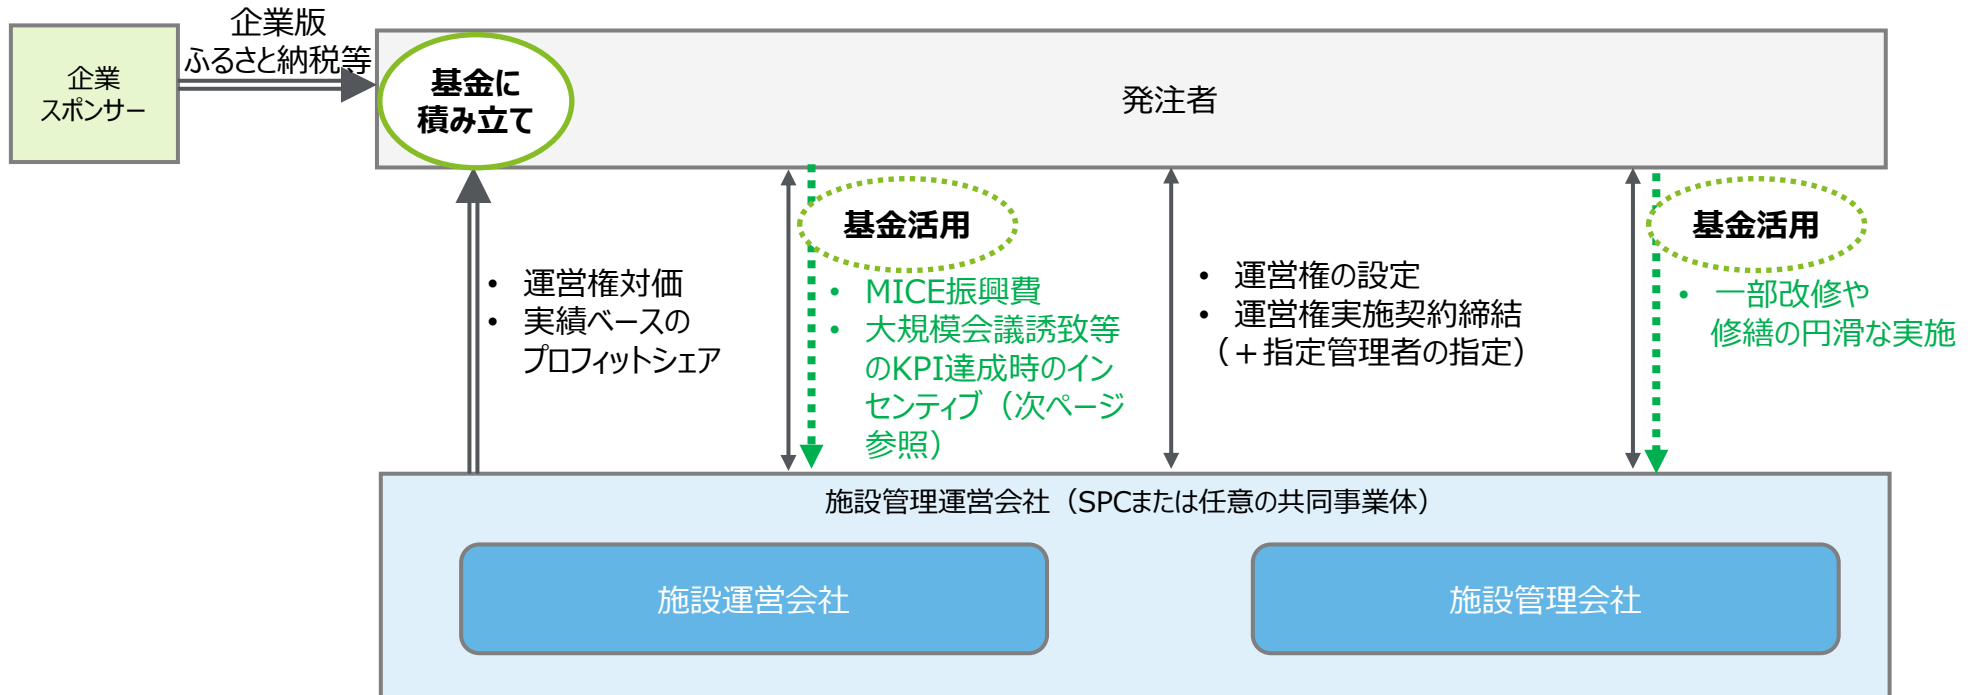 企業版
ふるさと納税等
企業
スポンサー
基金に
積み立て
発注者
• 運営権対価
• 実績ベースの
プロフィットシェア
基金活用
• MICE振興費
• 大規模会議誘致等
のKPI達成時のイン
センティブ（次ページ
参照）
• 運営権の設定
• 運営権実施契約締結
（＋指定管理者の指定）
基金活用
• 一部改修や
修繕の円滑な実施
施設管理運営会社（SPCまたは任意の共同事業体）
施設運営会社
施設管理会社